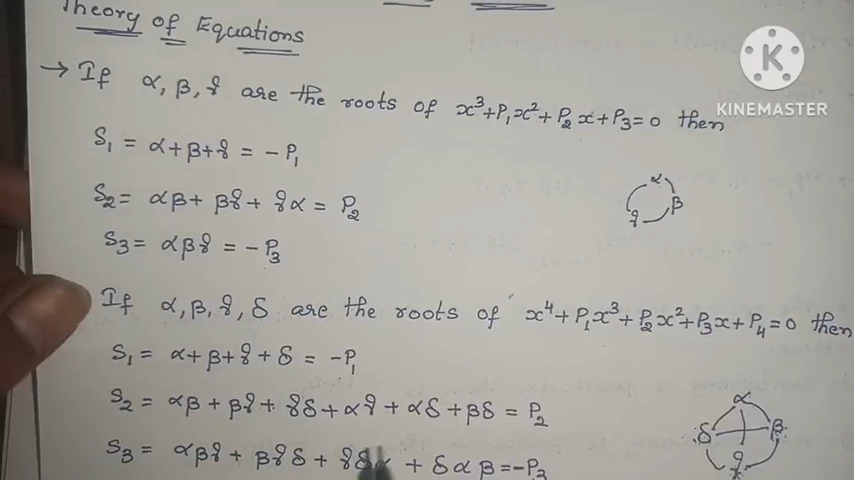 Theory of Equations
K
KINEMASTER
→ If α, β, γ are the roots of x³+P₁x²+P₂x+P₃=0 then
S₁ = α+β+γ = -P₁
S₂= αβ+βγ+γα = P₂
α
β
γ
S₃= αβγ = -P₃
If α, β, γ, δ are the roots of x⁴+P₁x³+P₂x²+P₃x+P₄=0 then
S₁= α+β+γ+δ = -P₁
S₂= αβ+βγ+γδ+αγ+αδ+βδ = P₂
α
δ β
γ
S₃= αβγ+βγδ+γδα+δαβ=-P₃